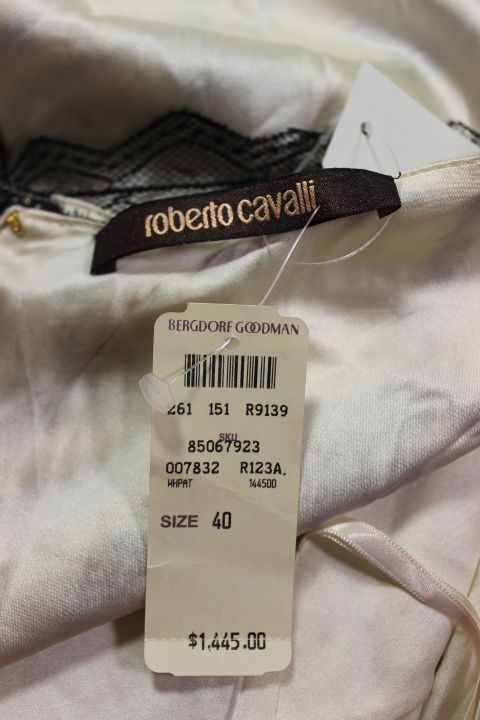 roberto cavalli
BERGDORF GOODMAN
261 151 R9139
SKU
85067923
007832 R123A.
WHPAT 144500
SIZE 40
$1,445.00